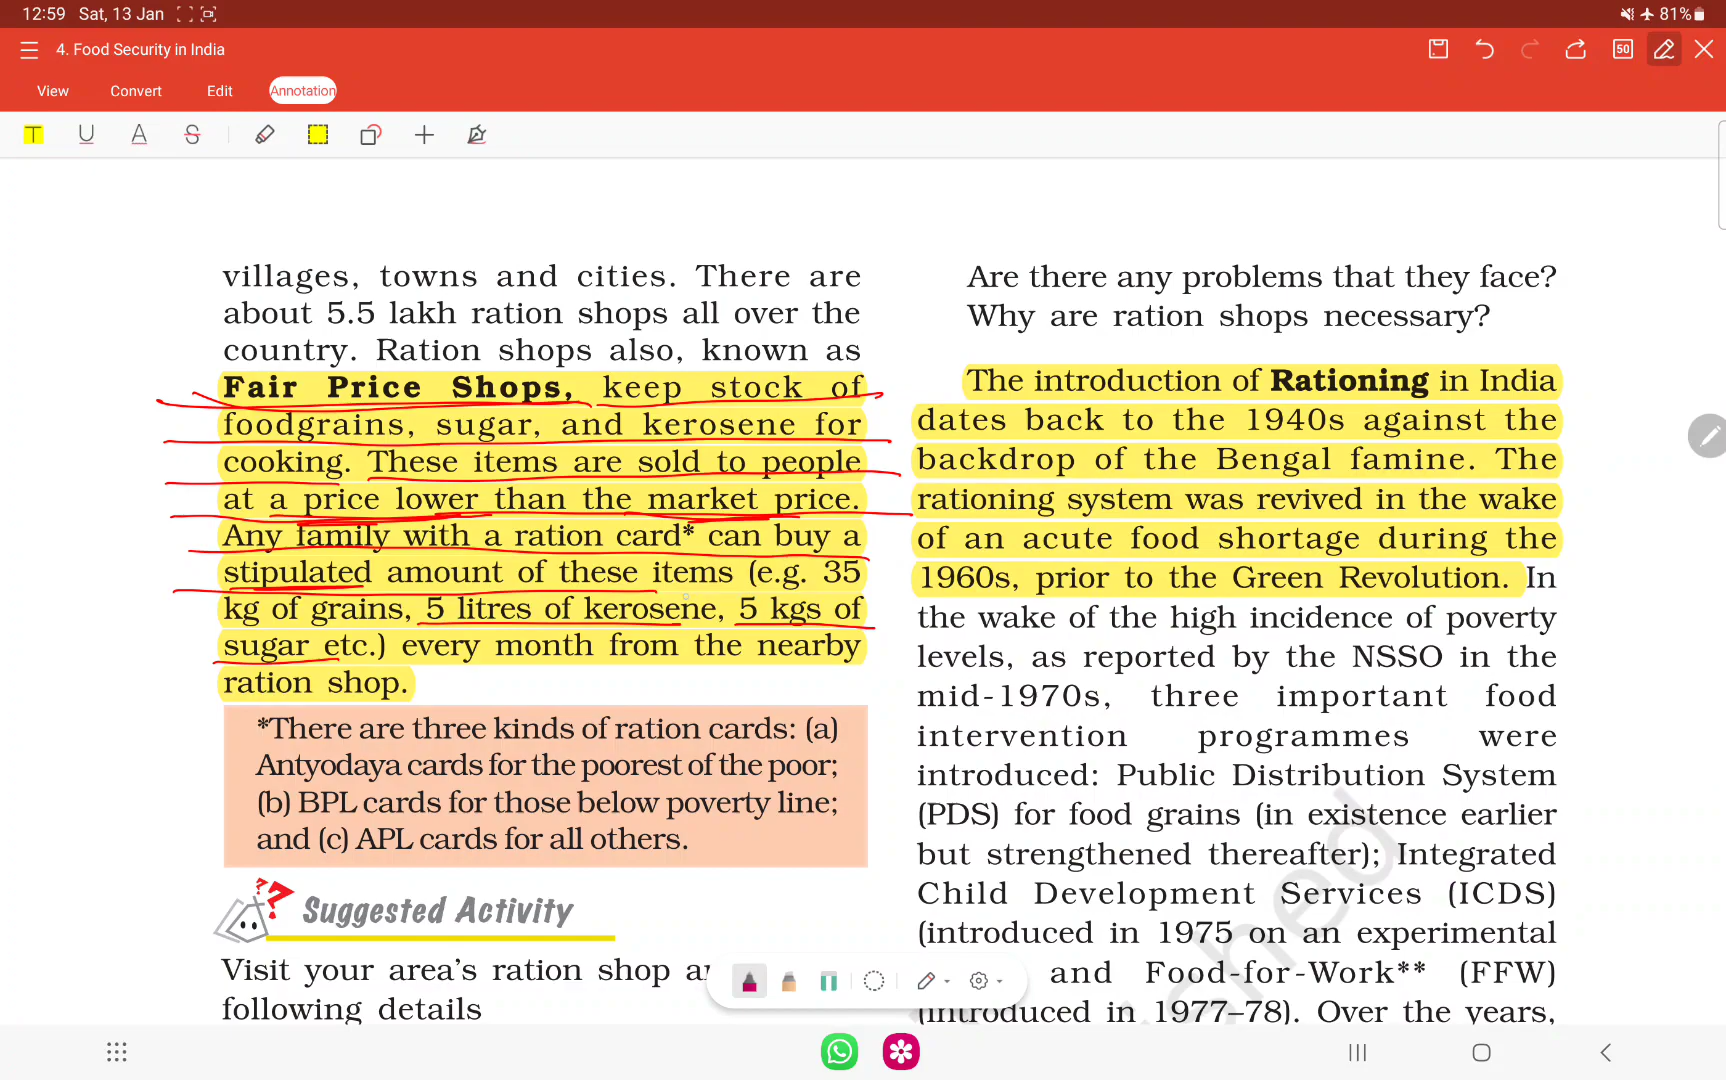 12:59 Sat, 13 Jan
81%
4. Food Security in India
50
View Convert Edit Annotation
T U A S
villages, towns and cities. There are
about 5.5 lakh ration shops all over the
country. Ration shops also, known as
Fair Price Shops, keep stock of
foodgrains, sugar, and kerosene for
cooking. These items are sold to people
at a price lower than the market price.
Any family with a ration card* can buy a
stipulated amount of these items (e.g. 35
kg of grains, 5 litres of kerosene, 5 kgs of
sugar etc.) every month from the nearby
ration shop.
*There are three kinds of ration cards: (a)
Antyodaya cards for the poorest of the poor;
(b) BPL cards for those below poverty line;
and (c) APL cards for all others.
Suggested Activity
Visit your area's ration shop
following details
Are there any problems that they face?
Why are ration shops necessary?
The introduction of Rationing in India
dates back to the 1940s against the
backdrop of the Bengal famine. The
rationing system was revived in the wake
of an acute food shortage during the
1960s, prior to the Green Revolution. In
the wake of the high incidence of poverty
levels, as reported by the NSSO in the
mid-1970s, three important food
intervention programmes were
introduced: Public Distribution System
(PDS) for food grains (in existence earlier
but strengthened thereafter); Integrated
Child Development Services (ICDS)
(introduced in 1975 on an experimental
and Food-for-Work** (FFW)
(introduced in 1977–78). Over the years,